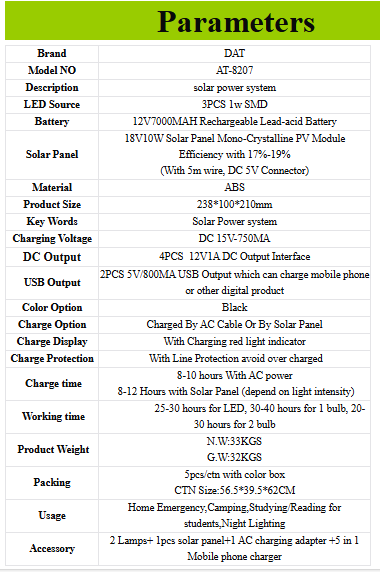 Parameters
Brand DAT
Model NO AT-8207
Description solar power system
LED Source 3PCS 1w SMD
Battery 12V7000MAH Rechargeable Lead-acid Battery
Solar Panel 18V10W Solar Panel Mono-Crystalline PV Module
Efficiency with 17%-19%
(With 5m wire, DC 5V Connector)
Material ABS
Product Size 238*100*210mm
Key Words Solar Power system
Charging Voltage DC 15V-750MA
DC Output 4PCS 12V1A DC Output Interface
USB Output 2PCS 5V/800MA USB Output which can charge mobile phone
or other digital product
Color Option Black
Charge Option Charged By AC Cable Or By Solar Panel
Charge Display With Charging red light indicator
Charge Protection With Line Protection avoid over charged
Charge time 8-10 hours With AC power
8-12 Hours with Solar Panel (depend on light intensity)
Working time 25-30 hours for LED, 30-40 hours for 1 bulb, 20-
30 hours for 2 bulb
Product Weight N.W:33KGS
G.W:32KGS
Packing 5pcs/ctn with color box
CTN Size:56.5*39.5*62CM
Usage Home Emergency,Camping,Studying/Reading for
students,Night Lighting
Accessory 2 Lamps+ 1pcs solar panel+1 AC charging adapter +5 in 1
Mobile phone charger